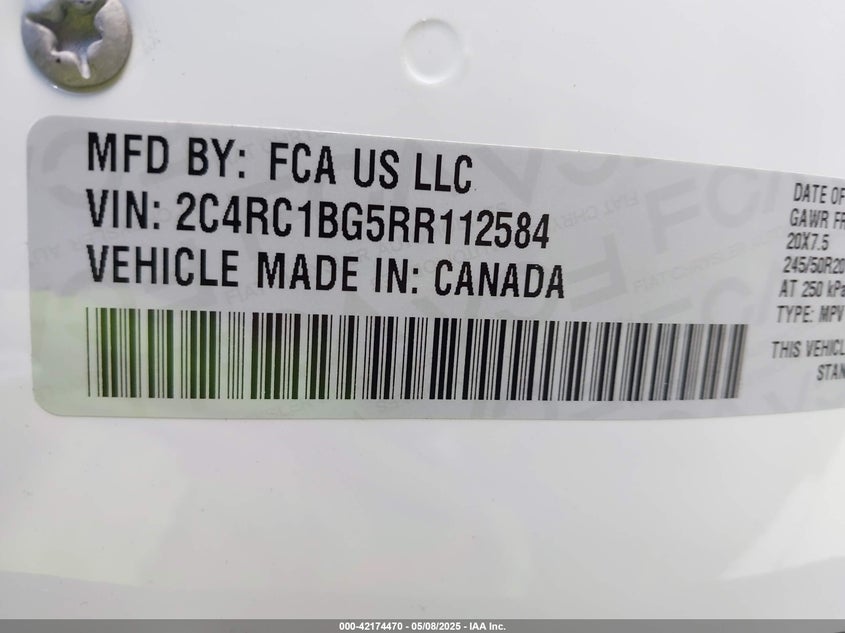 MFD BY: FCA US LLC
VIN: 2C4RC1BG5RR112584
VEHICLE MADE IN: CANADA
DATE OF
GAWR FR
20X7.5
245/50R20
AT 250 kPa
TYPE: MPV
THIS VEHICL
STAN
000-42174470 - 05/08/2025 - IAA Inc.